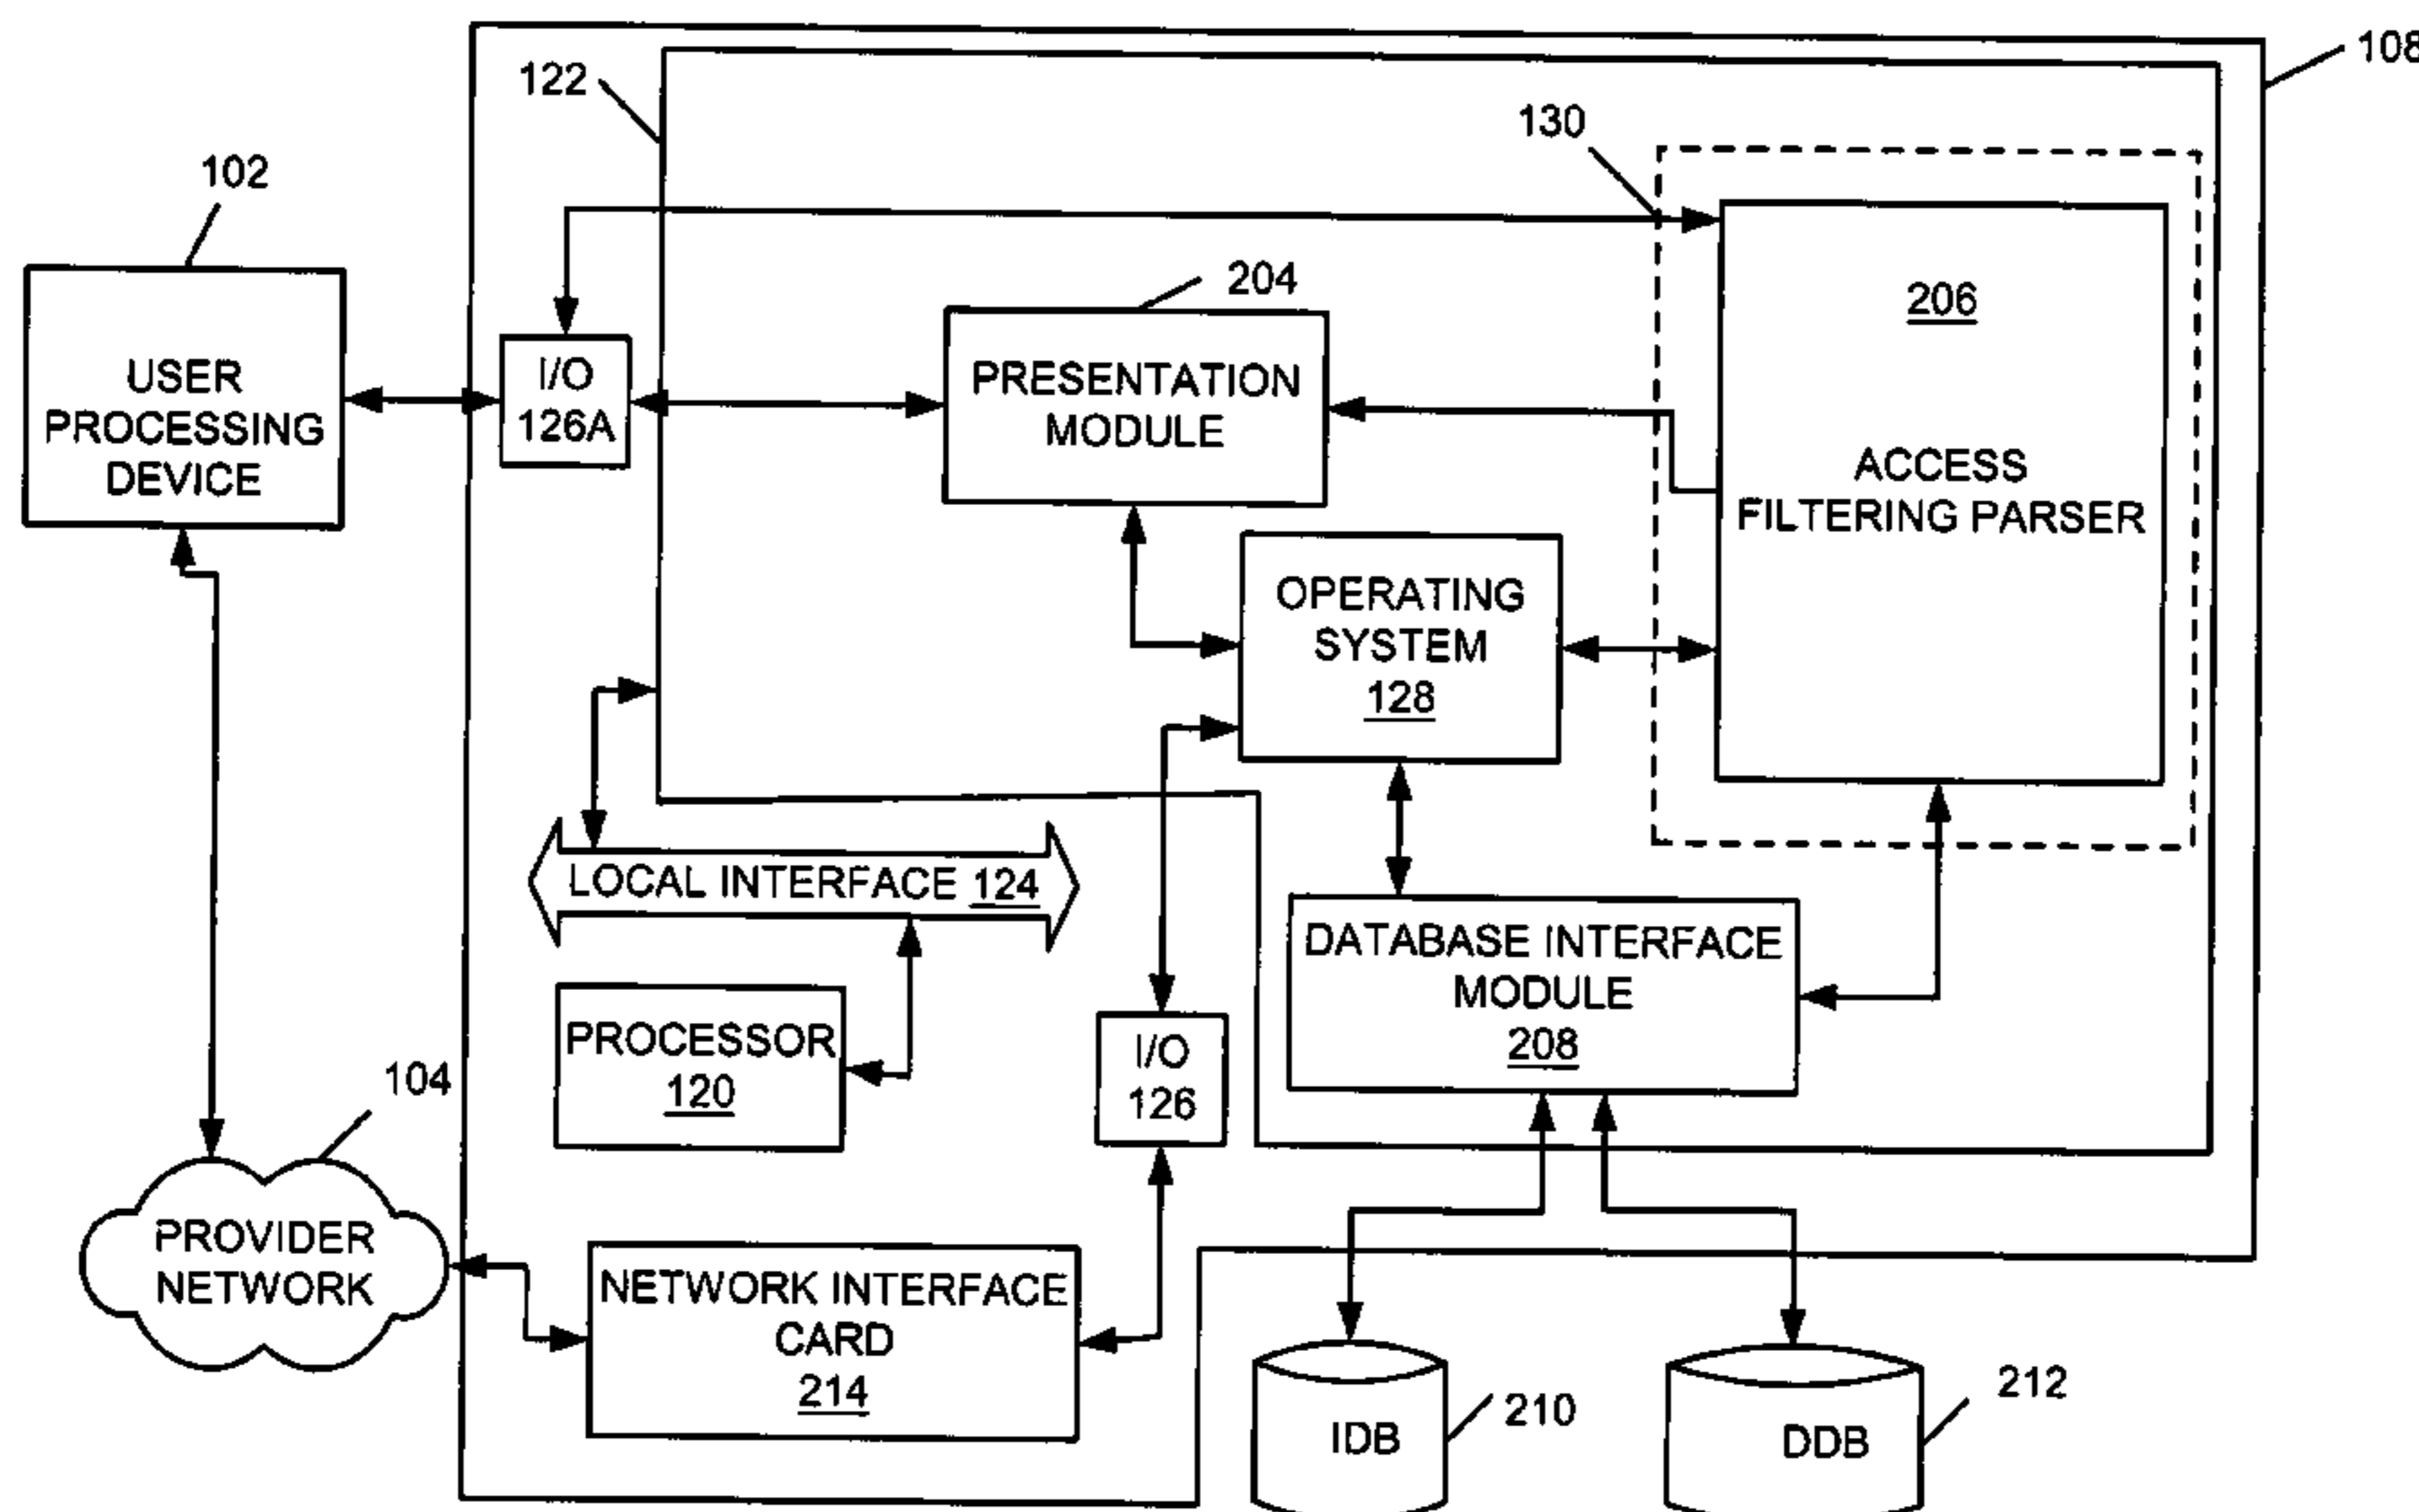 108
122
130
102
204
206
USER
PROCESSING
DEVICE
I/O
126A
PRESENTATION
MODULE
ACCESS
FILTERING PARSER
OPERATING
SYSTEM
128
LOCAL INTERFACE 124
DATABASE INTERFACE
MODULE
208
PROCESSOR
120
I/O
126
104
PROVIDER
NETWORK
NETWORK INTERFACE
CARD
214
IDB
210
DDB
212